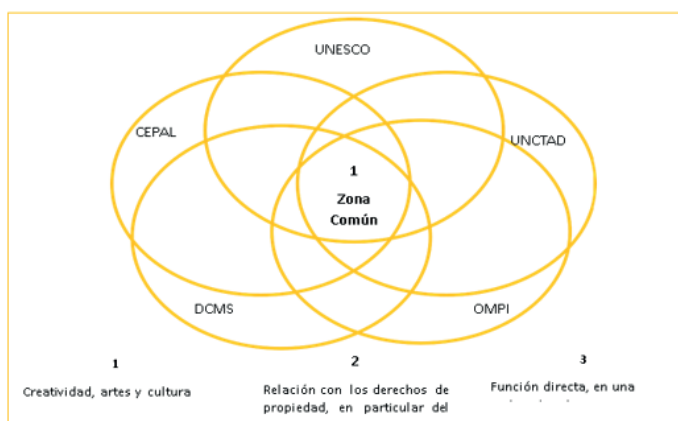 UNESCO
CEPAL
UNCTAD
1
Zona
Común
DCMS
OMPI
1
2
3
Creatividad, artes y cultura
Relación con los derechos de
propiedad, en particular del
Función directa, en una